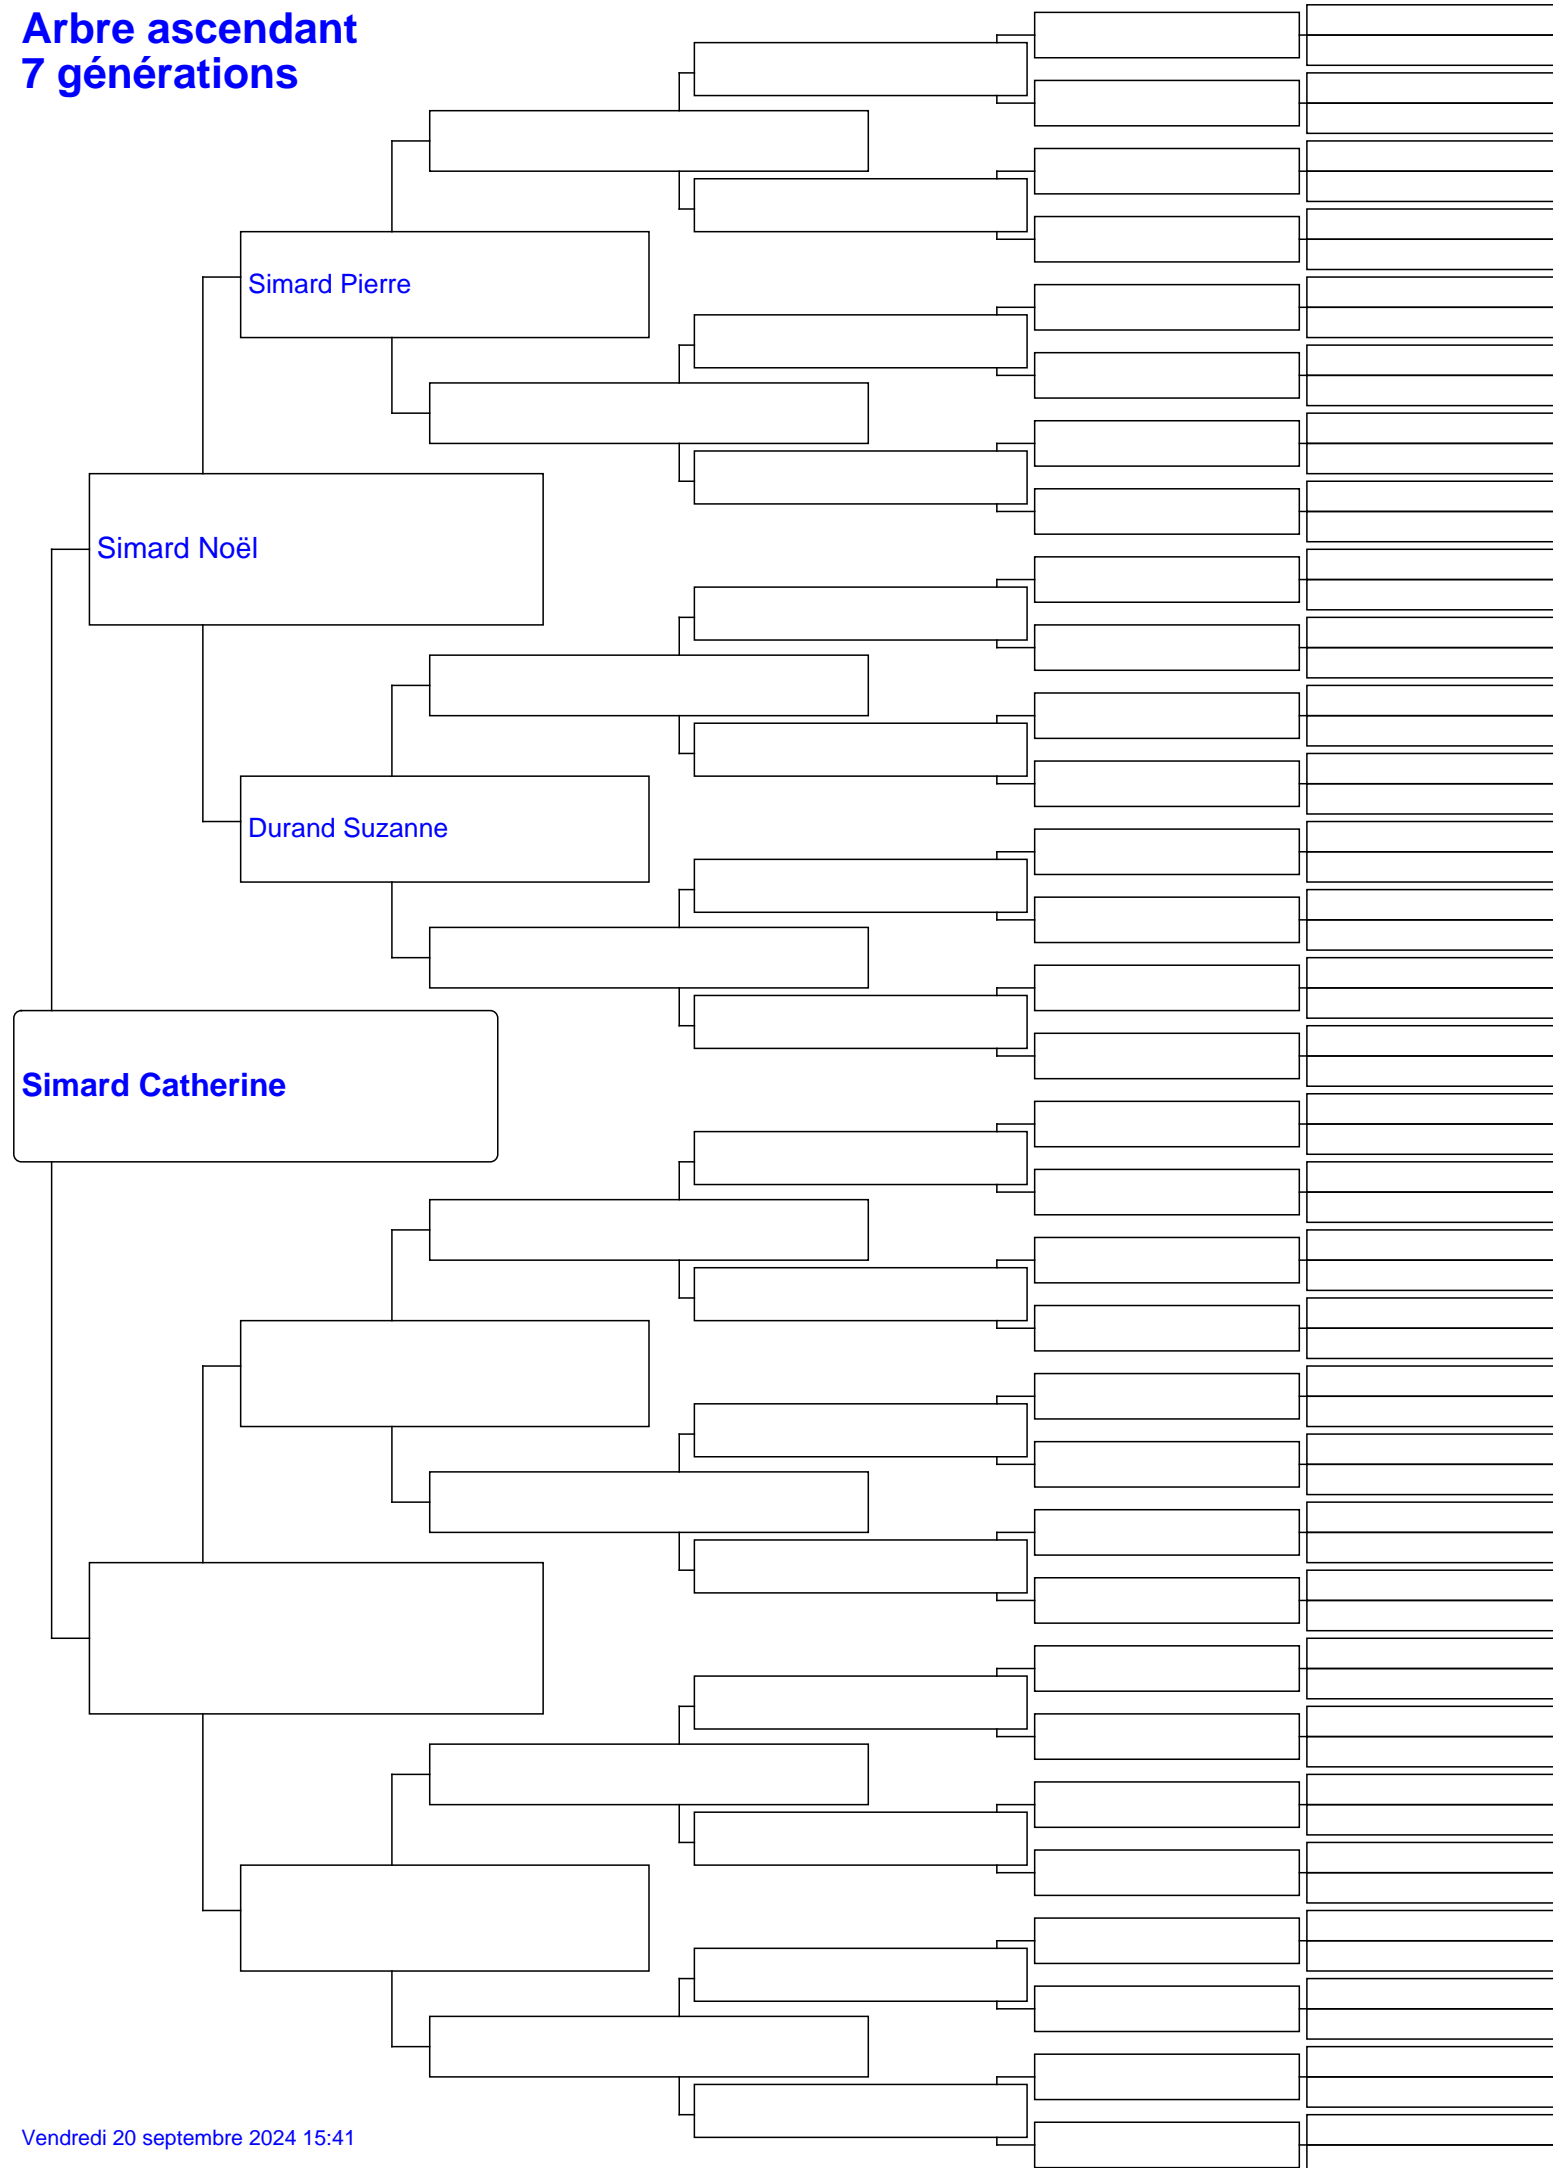 Arbre ascendant
7 générations
Simard Pierre
Simard Noël
Durand Suzanne
Simard Catherine
Vendredi 20 septembre 2024 15:41